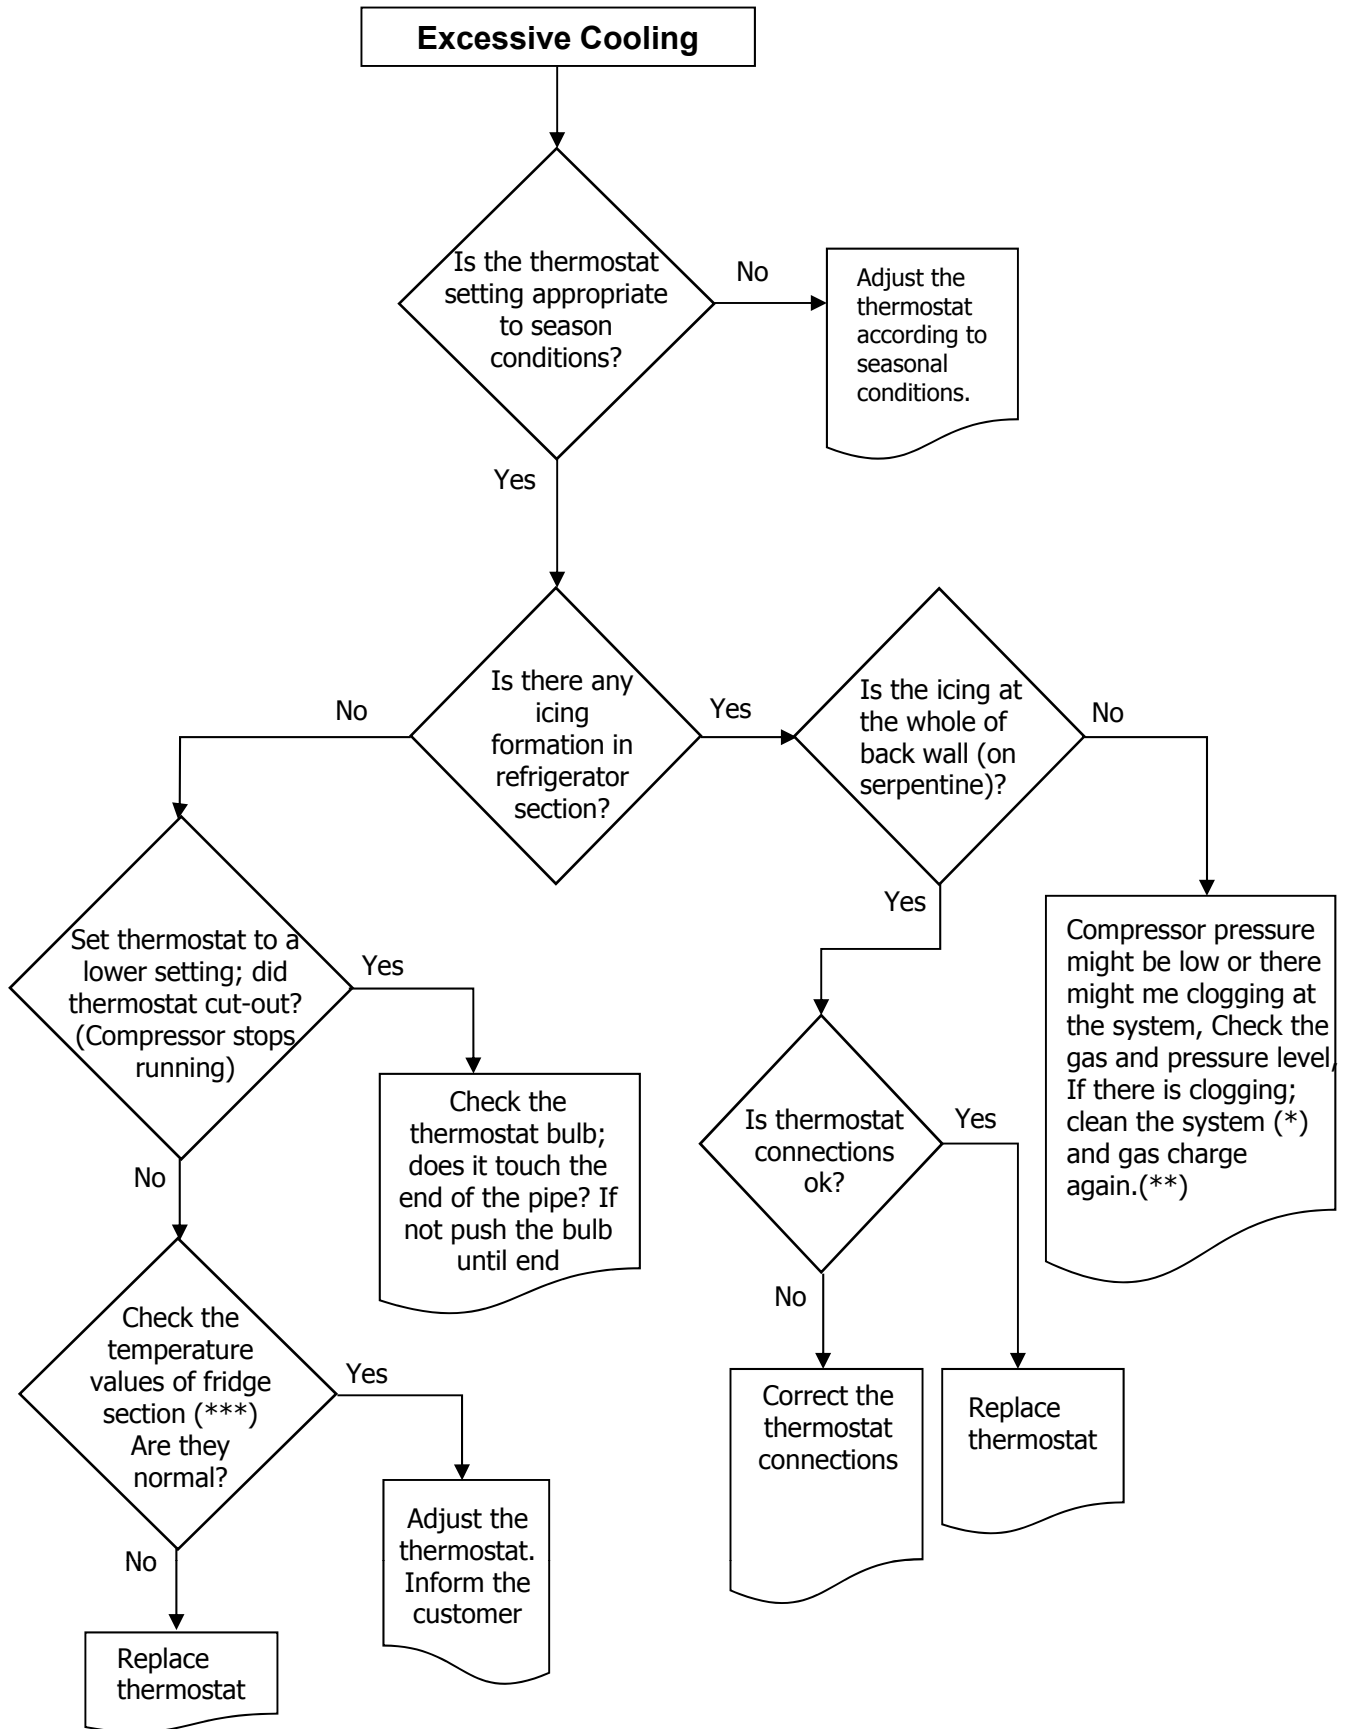 Excessive Cooling
Is the thermostat
setting appropriate
to season
conditions?
No
Adjust the
thermostat
according to
seasonal
conditions.
Yes
Is there any
icing
formation in
refrigerator
section?
No
Yes
Is the icing at
the whole of
back wall (on
serpentine)?
No
Yes
Set thermostat to a
lower setting; did
thermostat cut-out?
(Compressor stops
running)
Yes
No
Check the
thermostat bulb;
does it touch the
end of the pipe? If
not push the bulb
until end
Is thermostat
connections
ok?
Yes
No
Compressor pressure
might be low or there
might me clogging at
the system, Check the
gas and pressure level,
If there is clogging;
clean the system (*)
and gas charge
again.(**)
Check the
temperature
values of fridge
section (***)
Are they
normal?
Yes
No
Adjust the
thermostat.
Inform the
customer
Correct the
thermostat
connections
Replace
thermostat
Replace
thermostat